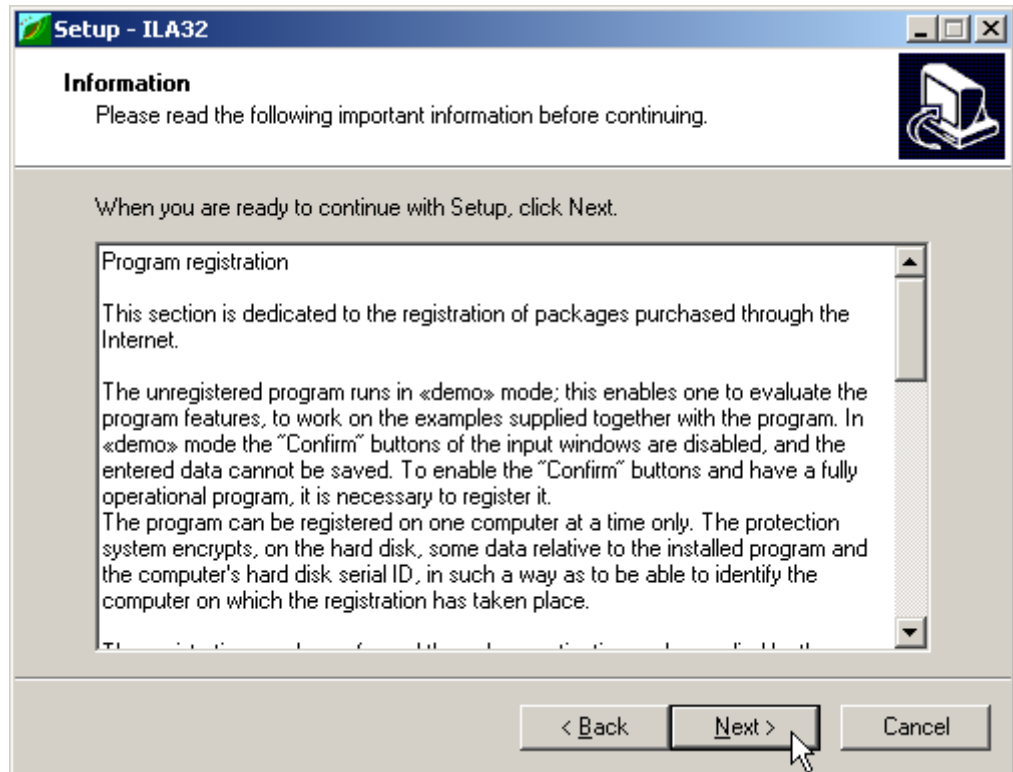 Setup - ILA32
Information
Please read the following important information before continuing.
When you are ready to continue with Setup, click Next.
Program registration
This section is dedicated to the registration of packages purchased through the
Internet.
The unregistered program runs in «demo» mode; this enables one to evaluate the
program features, to work on the examples supplied together with the program. In
«demo» mode the "Confirm" buttons of the input windows are disabled, and the
entered data cannot be saved. To enable the "Confirm" buttons and have a fully
operational program, it is necessary to register it.
The program can be registered on one computer at a time only. The protection
system encrypts, on the hard disk, some data relative to the installed program and
the computer's hard disk serial ID, in such a way as to be able to identify the
computer on which the registration has taken place.
< Back
Next >
Cancel